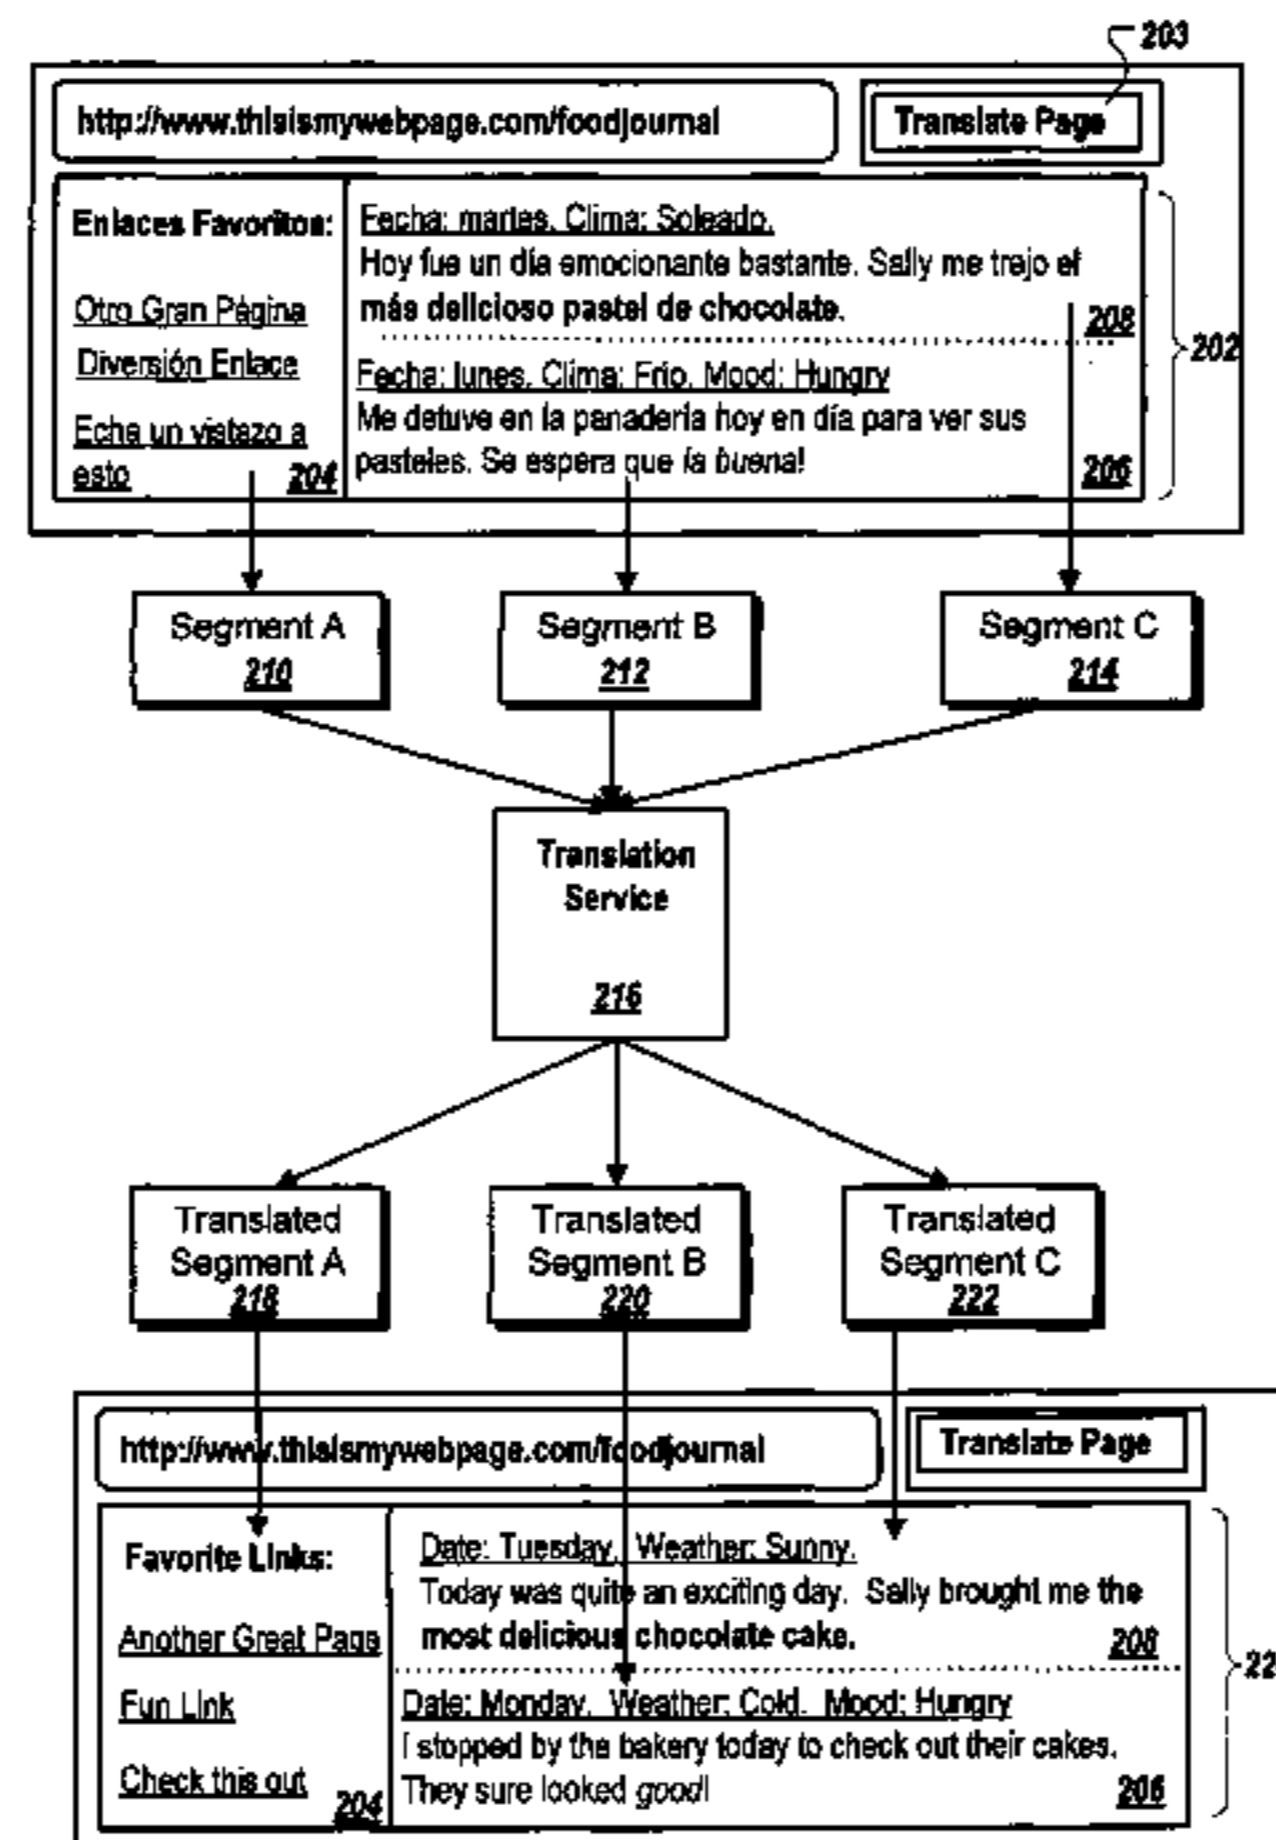 203
http://www.thisismywebpage.com/foodjournal
Translate Page
Enlaces Favoritos:
Otro Gran Página
Diversión Enlace
Eche un vistazo a
esto
204
Fecha: martes. Clima: Soleado.
Hoy fue un día emocionante bastante. Sally me trajo el
más delicioso pastel de chocolate.
208
Fecha: lunes. Clima: Frio. Mood: Hungry
Me detuve en la panadería hoy en día para ver sus
pasteles. Se espera que la buena!
206
202
Segment A
210
Segment B
212
Segment C
214
Translation
Service
216
Translated
Segment A
218
Translated
Segment B
220
Translated
Segment C
222
http://www.thisismywebpage.com/foodjournal
Translate Page
Favorite Links:
Another Great Page
Fun Link
Check this out
204
Date: Tuesday. Weather: Sunny.
Today was quite an exciting day. Sally brought me the
most delicious chocolate cake.
208
Date: Monday. Weather: Cold. Mood: Hungry
I stopped by the bakery today to check out their cakes.
They sure looked good!
206
22